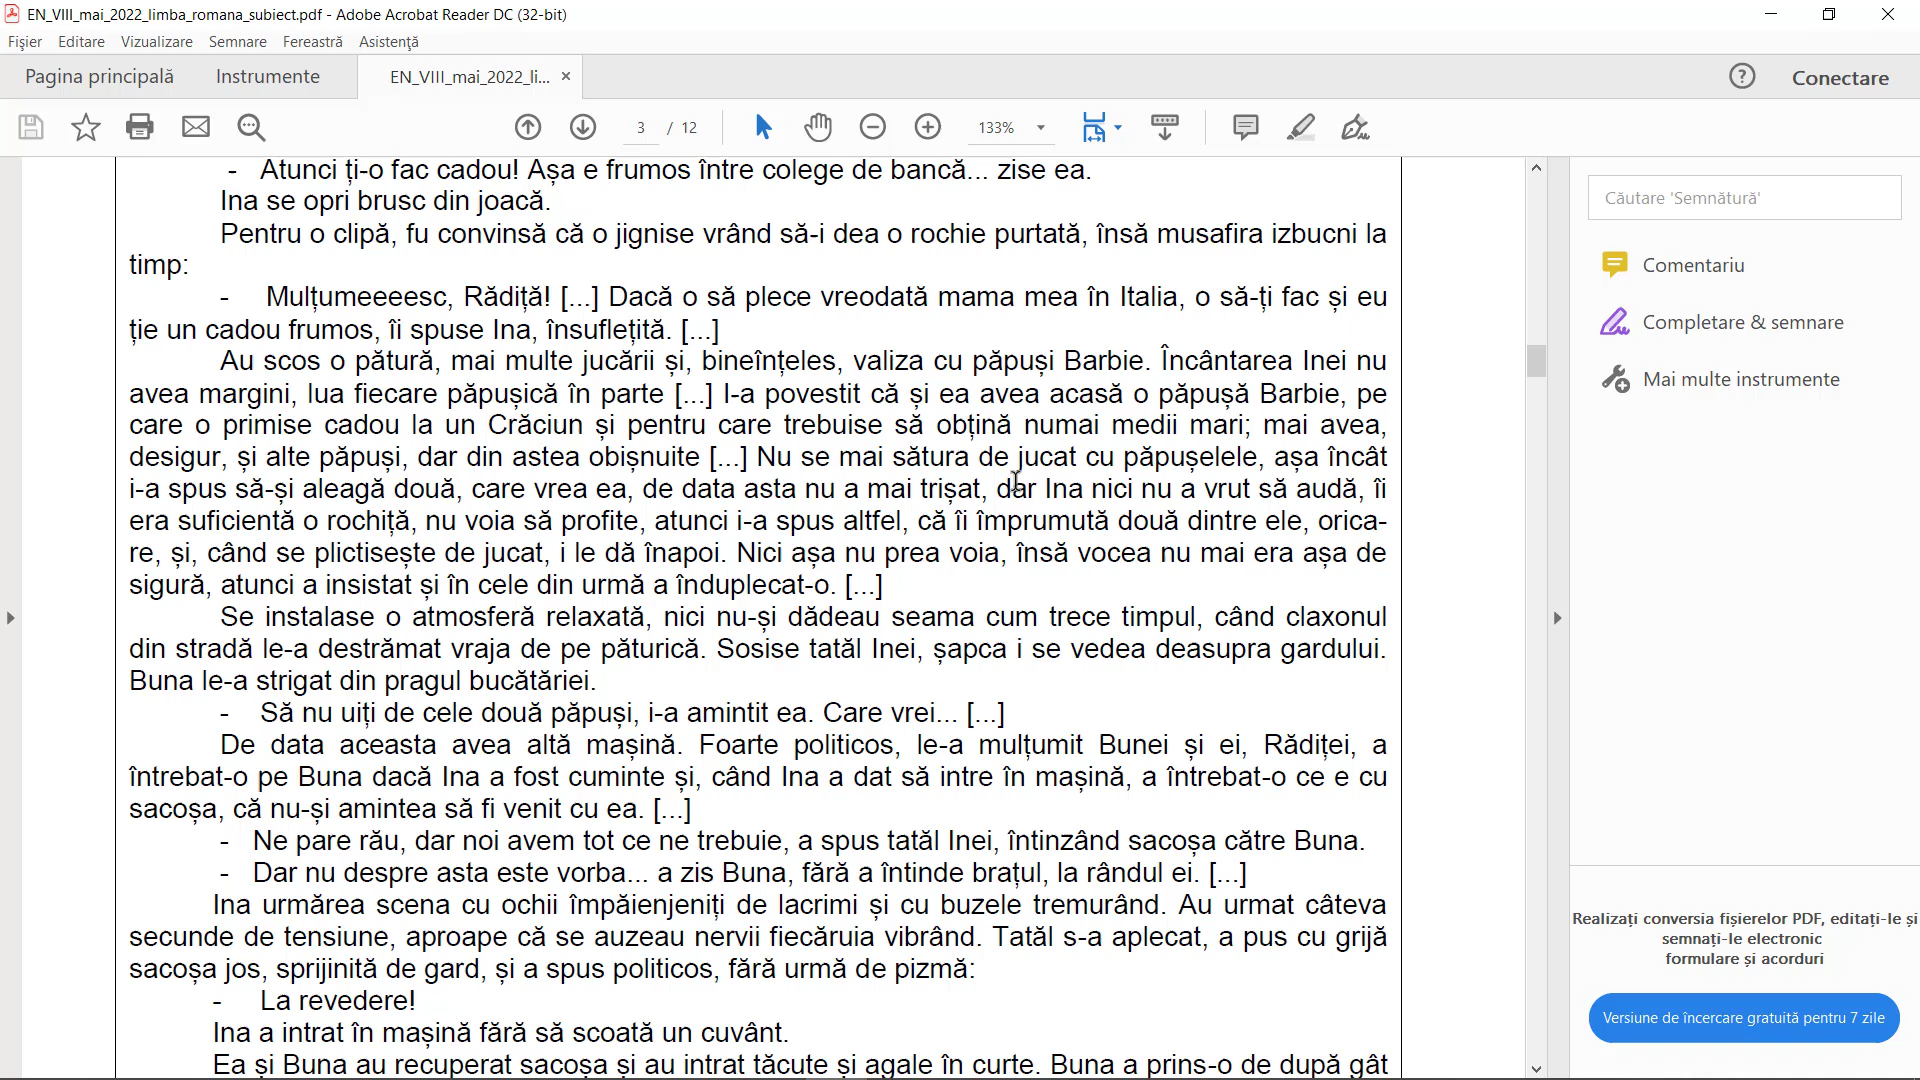 EN_VIII_mai_2022_limba_romana_subiect.pdf - Adobe Acrobat Reader DC (32-bit)
Fișier Editare Vizualizare Semnare Fereastră Asistență
Pagina principală Instrumente EN_VIII_mai_2022_li... × Conectare
3 / 12 133%
- Atunci ți-o fac cadou! Așa e frumos între colege de bancă... zise ea.
Ina se opri brusc din joacă.
Pentru o clipă, fu convinsă că o jignise vrând să-i dea o rochie purtată, însă musafira izbucni la
timp:
- Mulțumeeeesc, Rădiță! [...] Dacă o să plece vreodată mama mea în Italia, o să-ți fac și eu
ție un cadou frumos, îi spuse Ina, însuflețită. [...]
Au scos o pătură, mai multe jucării și, bineînțeles, valiza cu păpuși Barbie. Încântarea Inei nu
avea margini, lua fiecare păpușică în parte [...] I-a povestit că și ea avea acasă o păpușă Barbie, pe
care o primise cadou la un Crăciun și pentru care trebuise să obțină numai medii mari; mai avea,
desigur, și alte păpuși, dar din astea obișnuite [...] Nu se mai sătura de jucat cu păpușelele, așa încât
i-a spus să-și aleagă două, care vrea ea, de data asta nu a mai trișat, dar Ina nici nu a vrut să audă, îi
era suficientă o rochiță, nu voia să profite, atunci i-a spus altfel, că îi împrumută două dintre ele, orica-
re, și, când se plictisește de jucat, i le dă înapoi. Nici așa nu prea voia, însă vocea nu mai era așa de
sigură, atunci a insistat și în cele din urmă a înduplecat-o. [...]
Se instalase o atmosferă relaxată, nici nu-și dădeau seama cum trece timpul, când claxonul
din stradă le-a destrămat vraja de pe păturică. Sosise tatăl Inei, șapca i se vedea deasupra gardului.
Buna le-a strigat din pragul bucătăriei.
- Să nu uiți de cele două păpuși, i-a amintit ea. Care vrei... [...]
De data aceasta avea altă mașină. Foarte politicos, le-a mulțumit Bunei și ei, Rădiței, a
întrebat-o pe Buna dacă Ina a fost cuminte și, când Ina a dat să intre în mașină, a întrebat-o ce e cu
sacoșa, că nu-și amintea să fi venit cu ea. [...]
- Ne pare rău, dar noi avem tot ce ne trebuie, a spus tatăl Inei, întinzând sacoșa către Buna.
- Dar nu despre asta este vorba... a zis Buna, fără a întinde brațul, la rândul ei. [...]
Ina urmărea scena cu ochii împăienjeniți de lacrimi și cu buzele tremurând. Au urmat câteva
secunde de tensiune, aproape că se auzeau nervii fiecăruia vibrând. Tatăl s-a aplecat, a pus cu grijă
sacoșa jos, sprijinită de gard, și a spus politicos, fără urmă de pizmă:
- La revedere!
Ina a intrat în mașină fără să scoată un cuvânt.
Ea și Buna au recuperat sacoșa și au intrat tăcute și agale în curte. Buna a prins-o de după gât
Căutare 'Semnătură'
Comentariu
Completare & semnare
Mai multe instrumente
Realizați conversia fișierelor PDF, editați-le și
semnați-le electronic
formulare și acorduri
Versiune de încercare gratuită pentru 7 zile